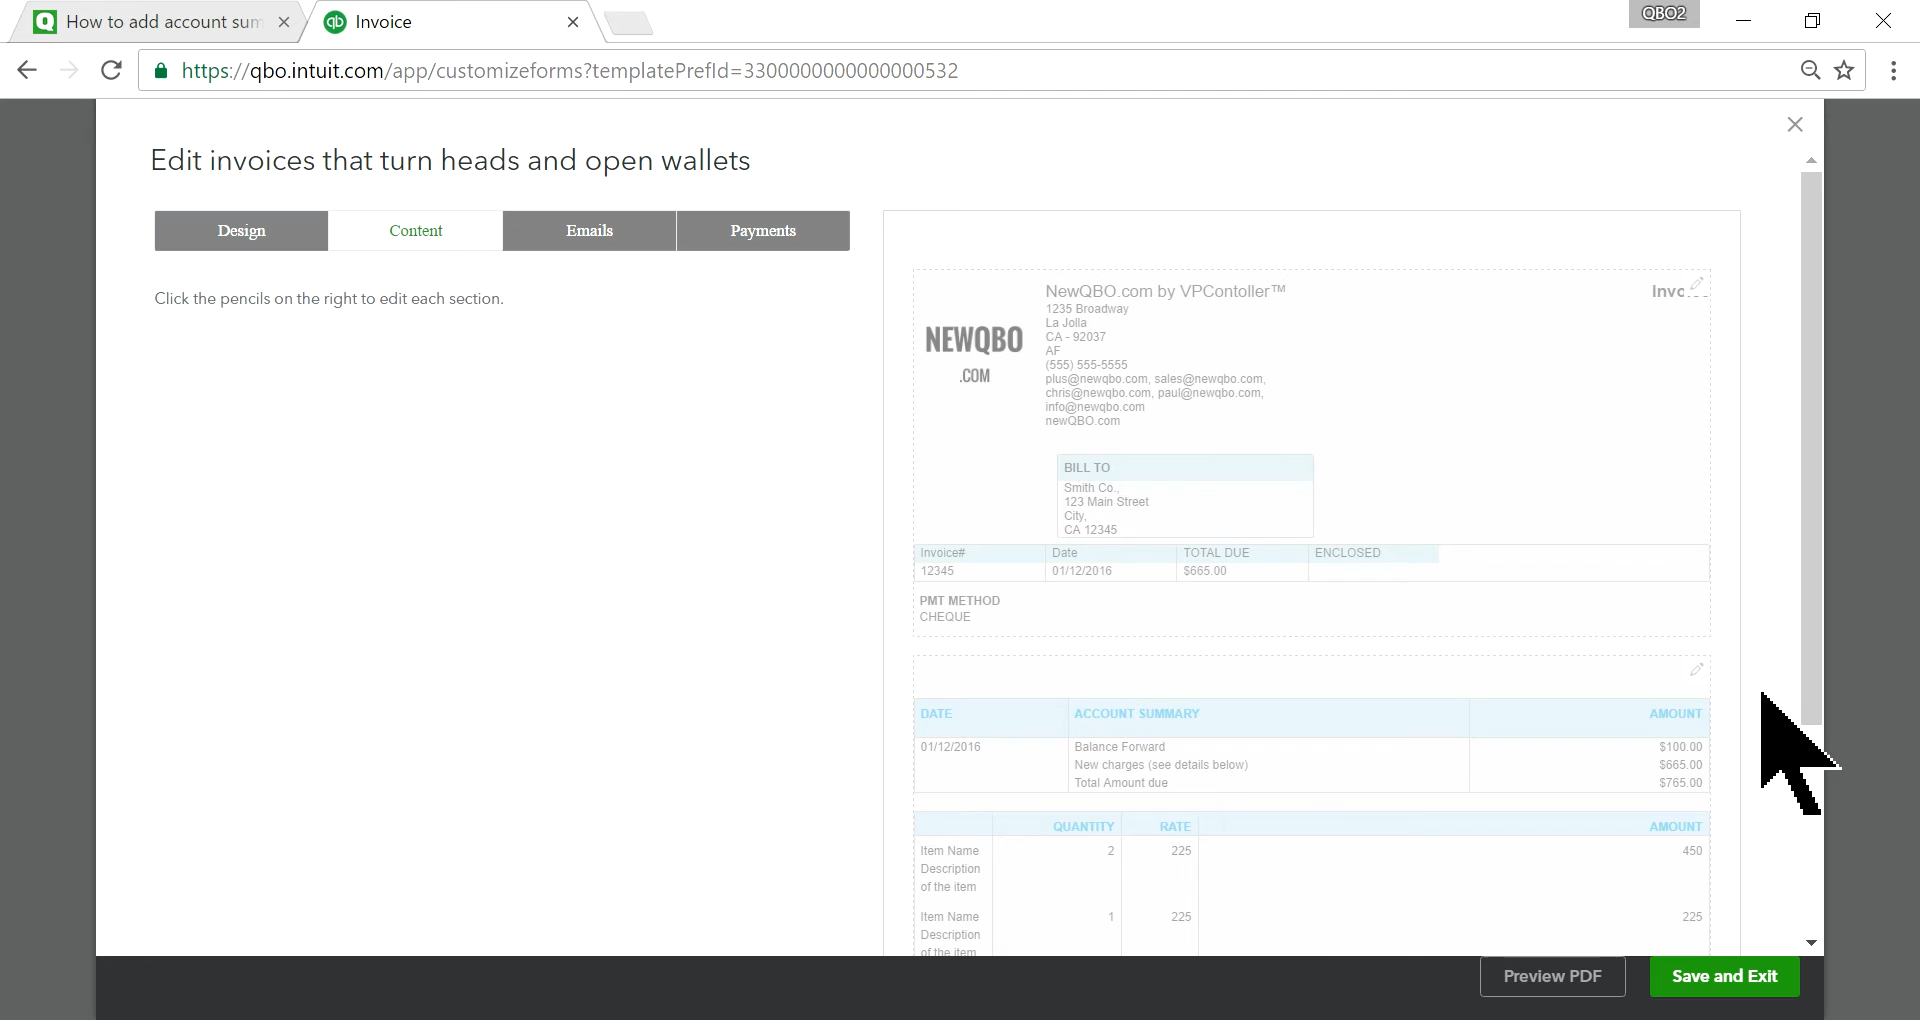 How to add account sum
Invoice
QBO2
https://qbo.intuit.com/app/customizeforms?templatePrefId=3300000000000000532
Edit invoices that turn heads and open wallets
Design
Content
Emails
Payments
Click the pencils on the right to edit each section.
NewQBO.com by VPContoller™
1235 Broadway
La Jolla
CA - 92037
AF
(555) 555-5555
plus@newqbo.com, sales@newqbo.com,
chris@newqbo.com, paul@newqbo.com,
info@newqbo.com
newQBO.com
NEWQBO
.COM
BILL TO
Smith Co.,
123 Main Street
City,
CA 12345
Invoice# Date TOTAL DUE ENCLOSED
12345 01/12/2016 $665.00
PMT METHOD
CHEQUE
DATE ACCOUNT SUMMARY AMOUNT
01/12/2016 Balance Forward $100.00
New charges (see details below) $665.00
Total Amount due $765.00
QUANTITY RATE AMOUNT
Item Name 2 225 450
Description
of the item
Item Name 1 225 225
Description
of the item
Preview PDF
Save and Exit